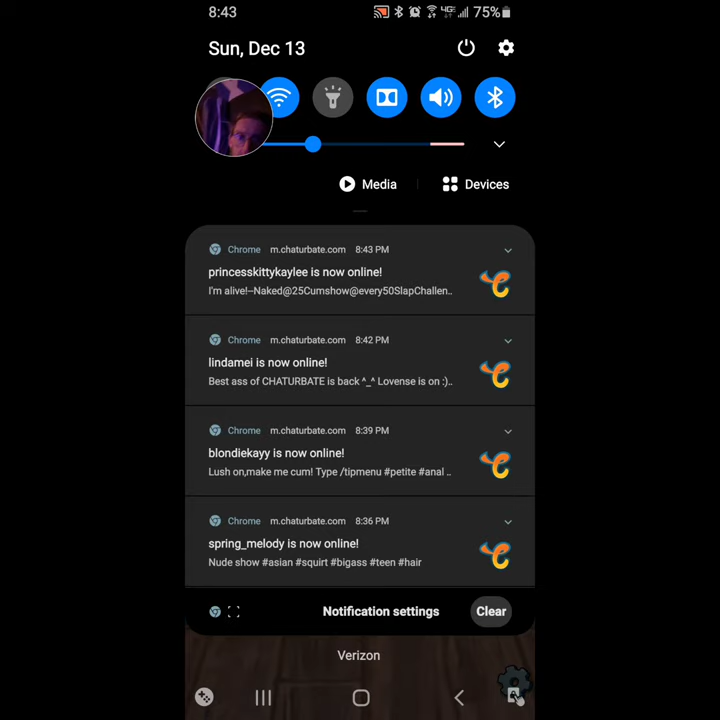 8:43
4GE 75%
Sun, Dec 13
Media
Devices
Chrome m.chaturbate.com 8:43 PM
princesskittykaylee is now online!
I'm alive!--Naked@25Cumshow@every50SlapChallen..
Chrome m.chaturbate.com 8:42 PM
lindamei is now online!
Best ass of CHATURBATE is back ^_^ Lovense is on :)..
Chrome m.chaturbate.com 8:39 PM
blondiekayy is now online!
Lush on,make me cum! Type /tipmenu #petite #anal ..
Chrome m.chaturbate.com 8:36 PM
spring_melody is now online!
Nude show #asian #squirt #bigass #teen #hair
Notification settings
Clear
Verizon